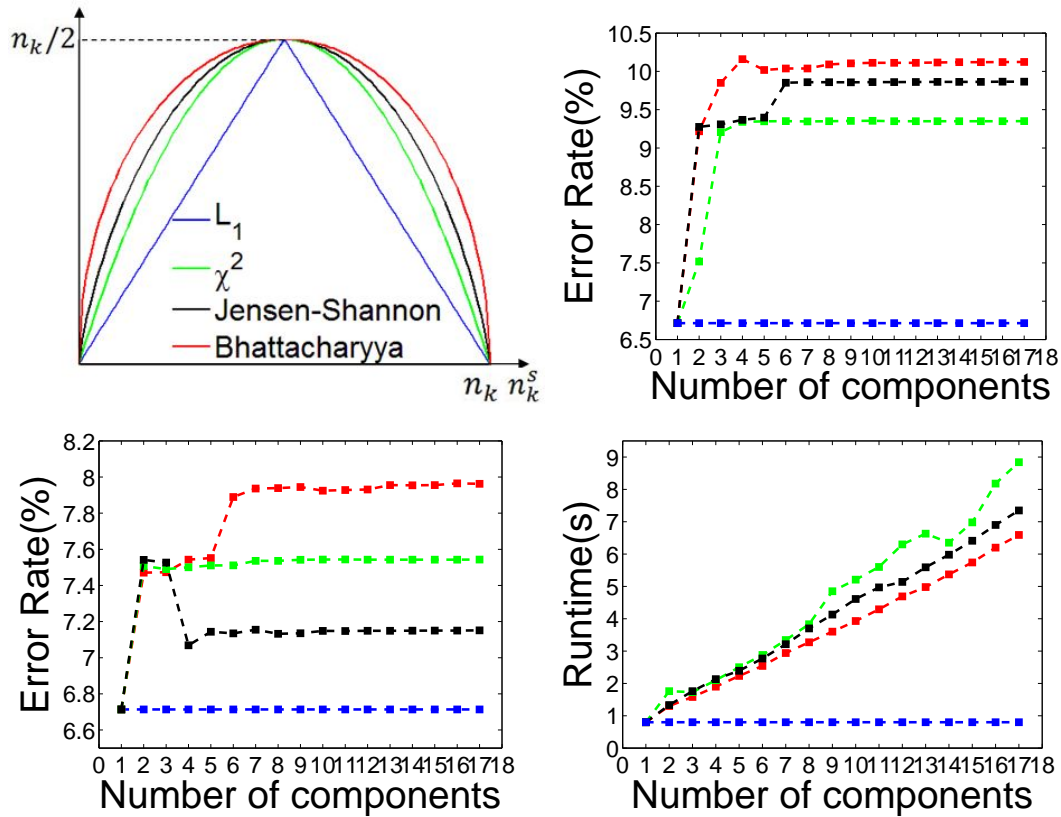 n_k/2
L_1
χ^2
Jensen-Shannon
Bhattacharyya
n_k n_k^s
Error Rate(%)
10.5
10
9.5
9
8.5
8
7.5
7
6.5
0 1 2 3 4 5 6 7 8 9 10 11 12 13 14 15 16 17 18
Number of components
Error Rate(%)
8.2
8
7.8
7.6
7.4
7.2
7
6.8
6.6
0 1 2 3 4 5 6 7 8 9 10 11 12 13 14 15 16 17 18
Number of components
Runtime(s)
9
8
7
6
5
4
3
2
1
0
0 1 2 3 4 5 6 7 8 9 10 11 12 13 14 15 16 17 18
Number of components